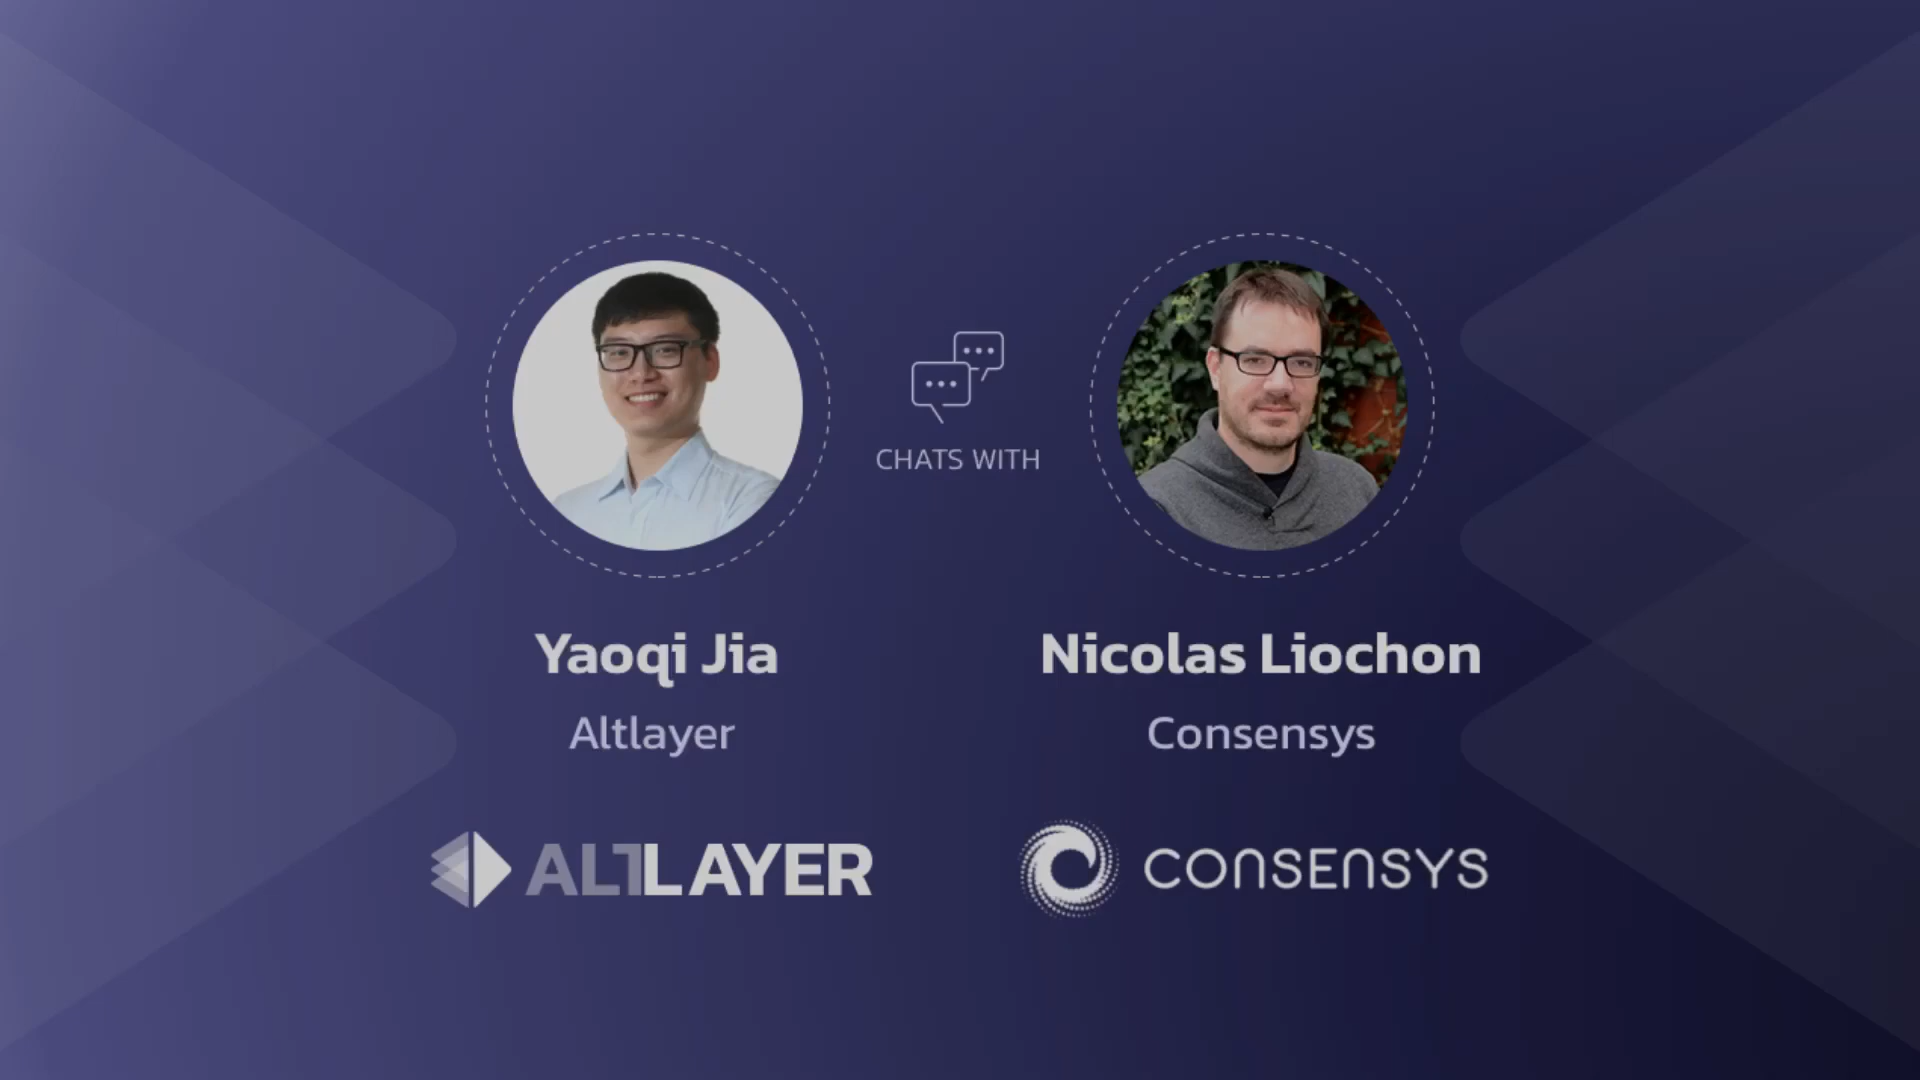 CHATS WITH
Yaoqi Jia
Nicolas Liochon
Altlayer
Consensys
ALTLAYER
CONSENSYS